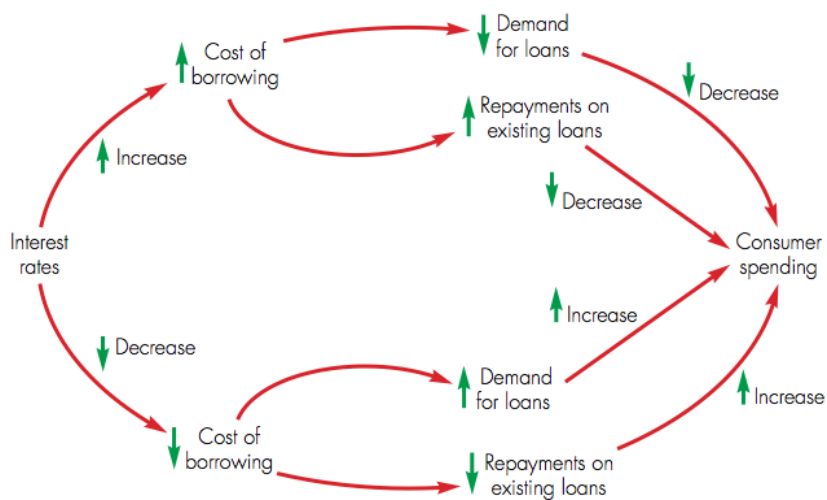 Cost of
borrowing
Demand
for loans
Decrease
Repayments on
existing loans
Increase
Decrease
Interest
rates
Consumer
spending
Increase
Decrease
Demand
for loans
Increase
Cost of
borrowing
Repayments on
existing loans